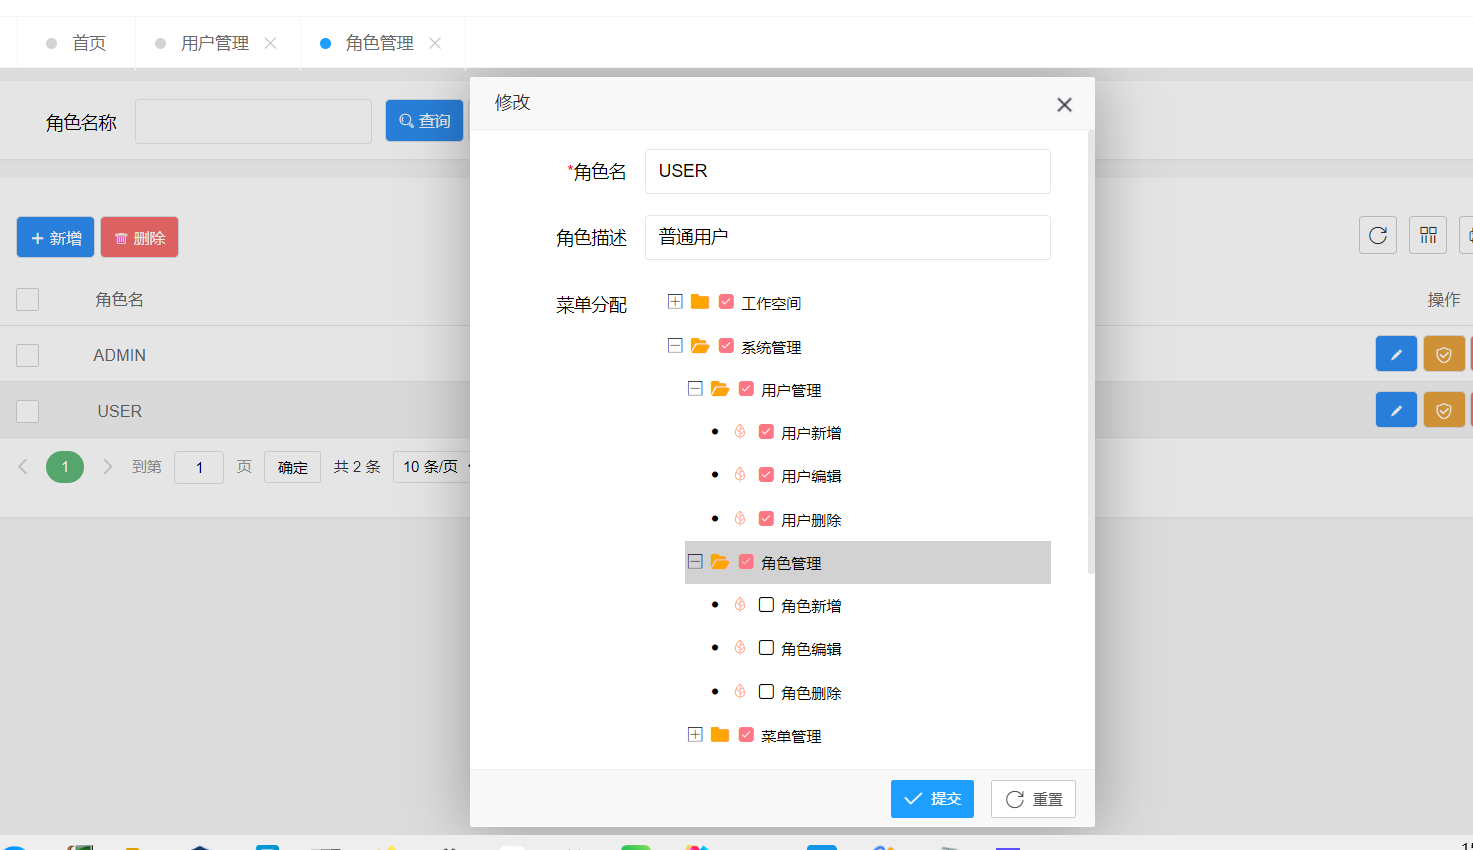 首页
用户管理
角色管理
角色名称
查询
修改
*角色名
USER
角色描述
普通用户
新增
删除
菜单分配
工作空间
角色名
操作
系统管理
ADMIN
用户管理
USER
用户新增
1
到第
1
页
确定
共 2 条
10 条/页
用户编辑
用户删除
角色管理
角色新增
角色编辑
角色删除
菜单管理
提交
重置